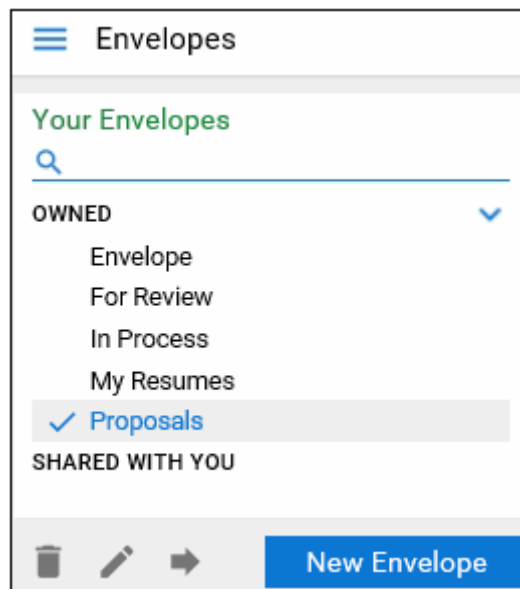 Envelopes
Your Envelopes
OWNED
Envelope
For Review
In Process
My Resumes
Proposals
SHARED WITH YOU
New Envelope